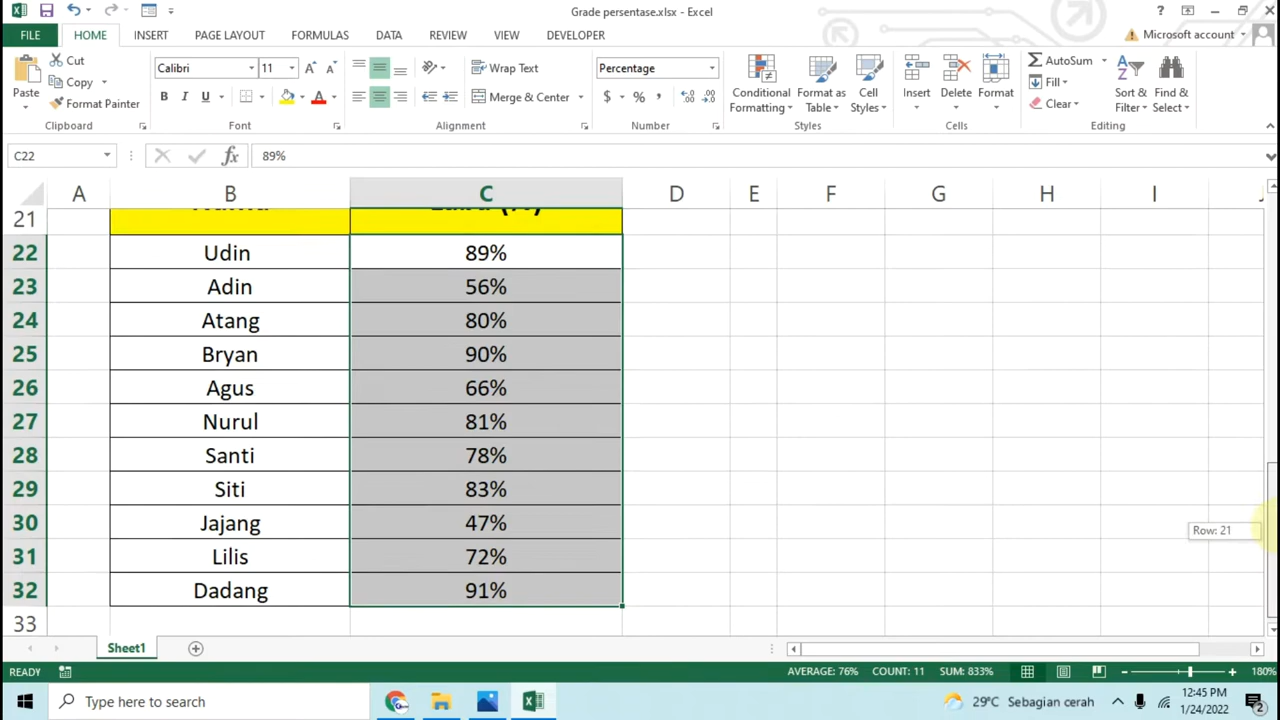 Grade persentase.xlsx - Excel
?
FILE HOME INSERT PAGE LAYOUT FORMULAS DATA REVIEW VIEW DEVELOPER Microsoft account
Cut Calibri 11 Wrap Text Percentage AutoSum
Copy Fill
Paste Format Painter B I U A Merge & Center $ % , Conditional Formatting Format as Table Cell Styles Insert Delete Format Clear Sort & Filter Find & Select
Clipboard Font Alignment Number Styles Cells Editing
C22 fx 89%
A B C D E F G H I
21
22 Udin 89%
23 Adin 56%
24 Atang 80%
25 Bryan 90%
26 Agus 66%
27 Nurul 81%
28 Santi 78%
29 Siti 83%
30 Jajang 47%
Row: 21
31 Lilis 72%
32 Dadang 91%
33
Sheet1
READY AVERAGE: 76% COUNT: 11 SUM: 833% 180%
Type here to search 29°C Sebagian cerah 12:45 PM
1/24/2022 2